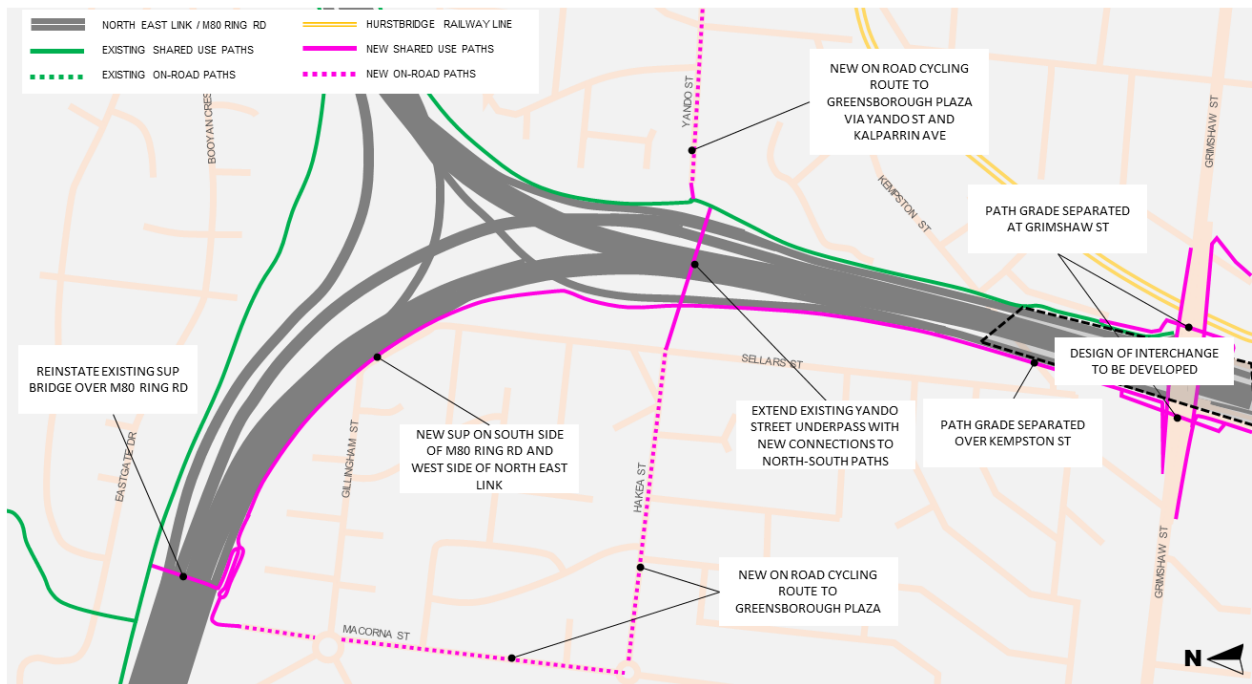 NORTH EAST LINK / M80 RING RD
HURSTBRIDGE RAILWAY LINE
EXISTING SHARED USE PATHS
NEW SHARED USE PATHS
EXISTING ON-ROAD PATHS
NEW ON-ROAD PATHS
BOOYAN CRES
YANDO ST
NEW ON ROAD CYCLING
ROUTE TO
GREENSBOROUGH PLAZA
VIA YANDO ST AND
KALPARRIN AVE
GRIMSHAW ST
KEMPSTON ST
PATH GRADE SEPARATED
AT GRIMSHAW ST
REINSTATE EXISTING SUP
BRIDGE OVER M80 RING RD
SELLARS ST
DESIGN OF INTERCHANGE
TO BE DEVELOPED
EASTGATE DR
GILLINGHAM ST
NEW SUP ON SOUTH SIDE
OF M80 RING RD AND
WEST SIDE OF NORTH EAST
LINK
HAKEA ST
EXTEND EXISTING YANDO
STREET UNDERPASS WITH
NEW CONNECTIONS TO
NORTH-SOUTH PATHS
PATH GRADE SEPARATED
OVER KEMPSTON ST
GRIMSHAW ST
NEW ON ROAD CYCLING
ROUTE TO
GREENSBOROUGH PLAZA
MACORNA ST
N